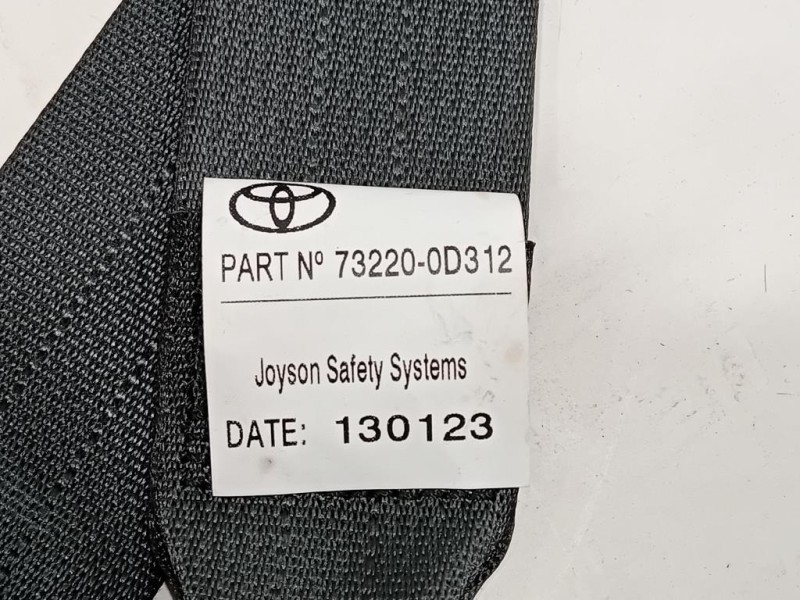 PART Nº 73220-0D312
Joyson Safety Systems
DATE: 130123